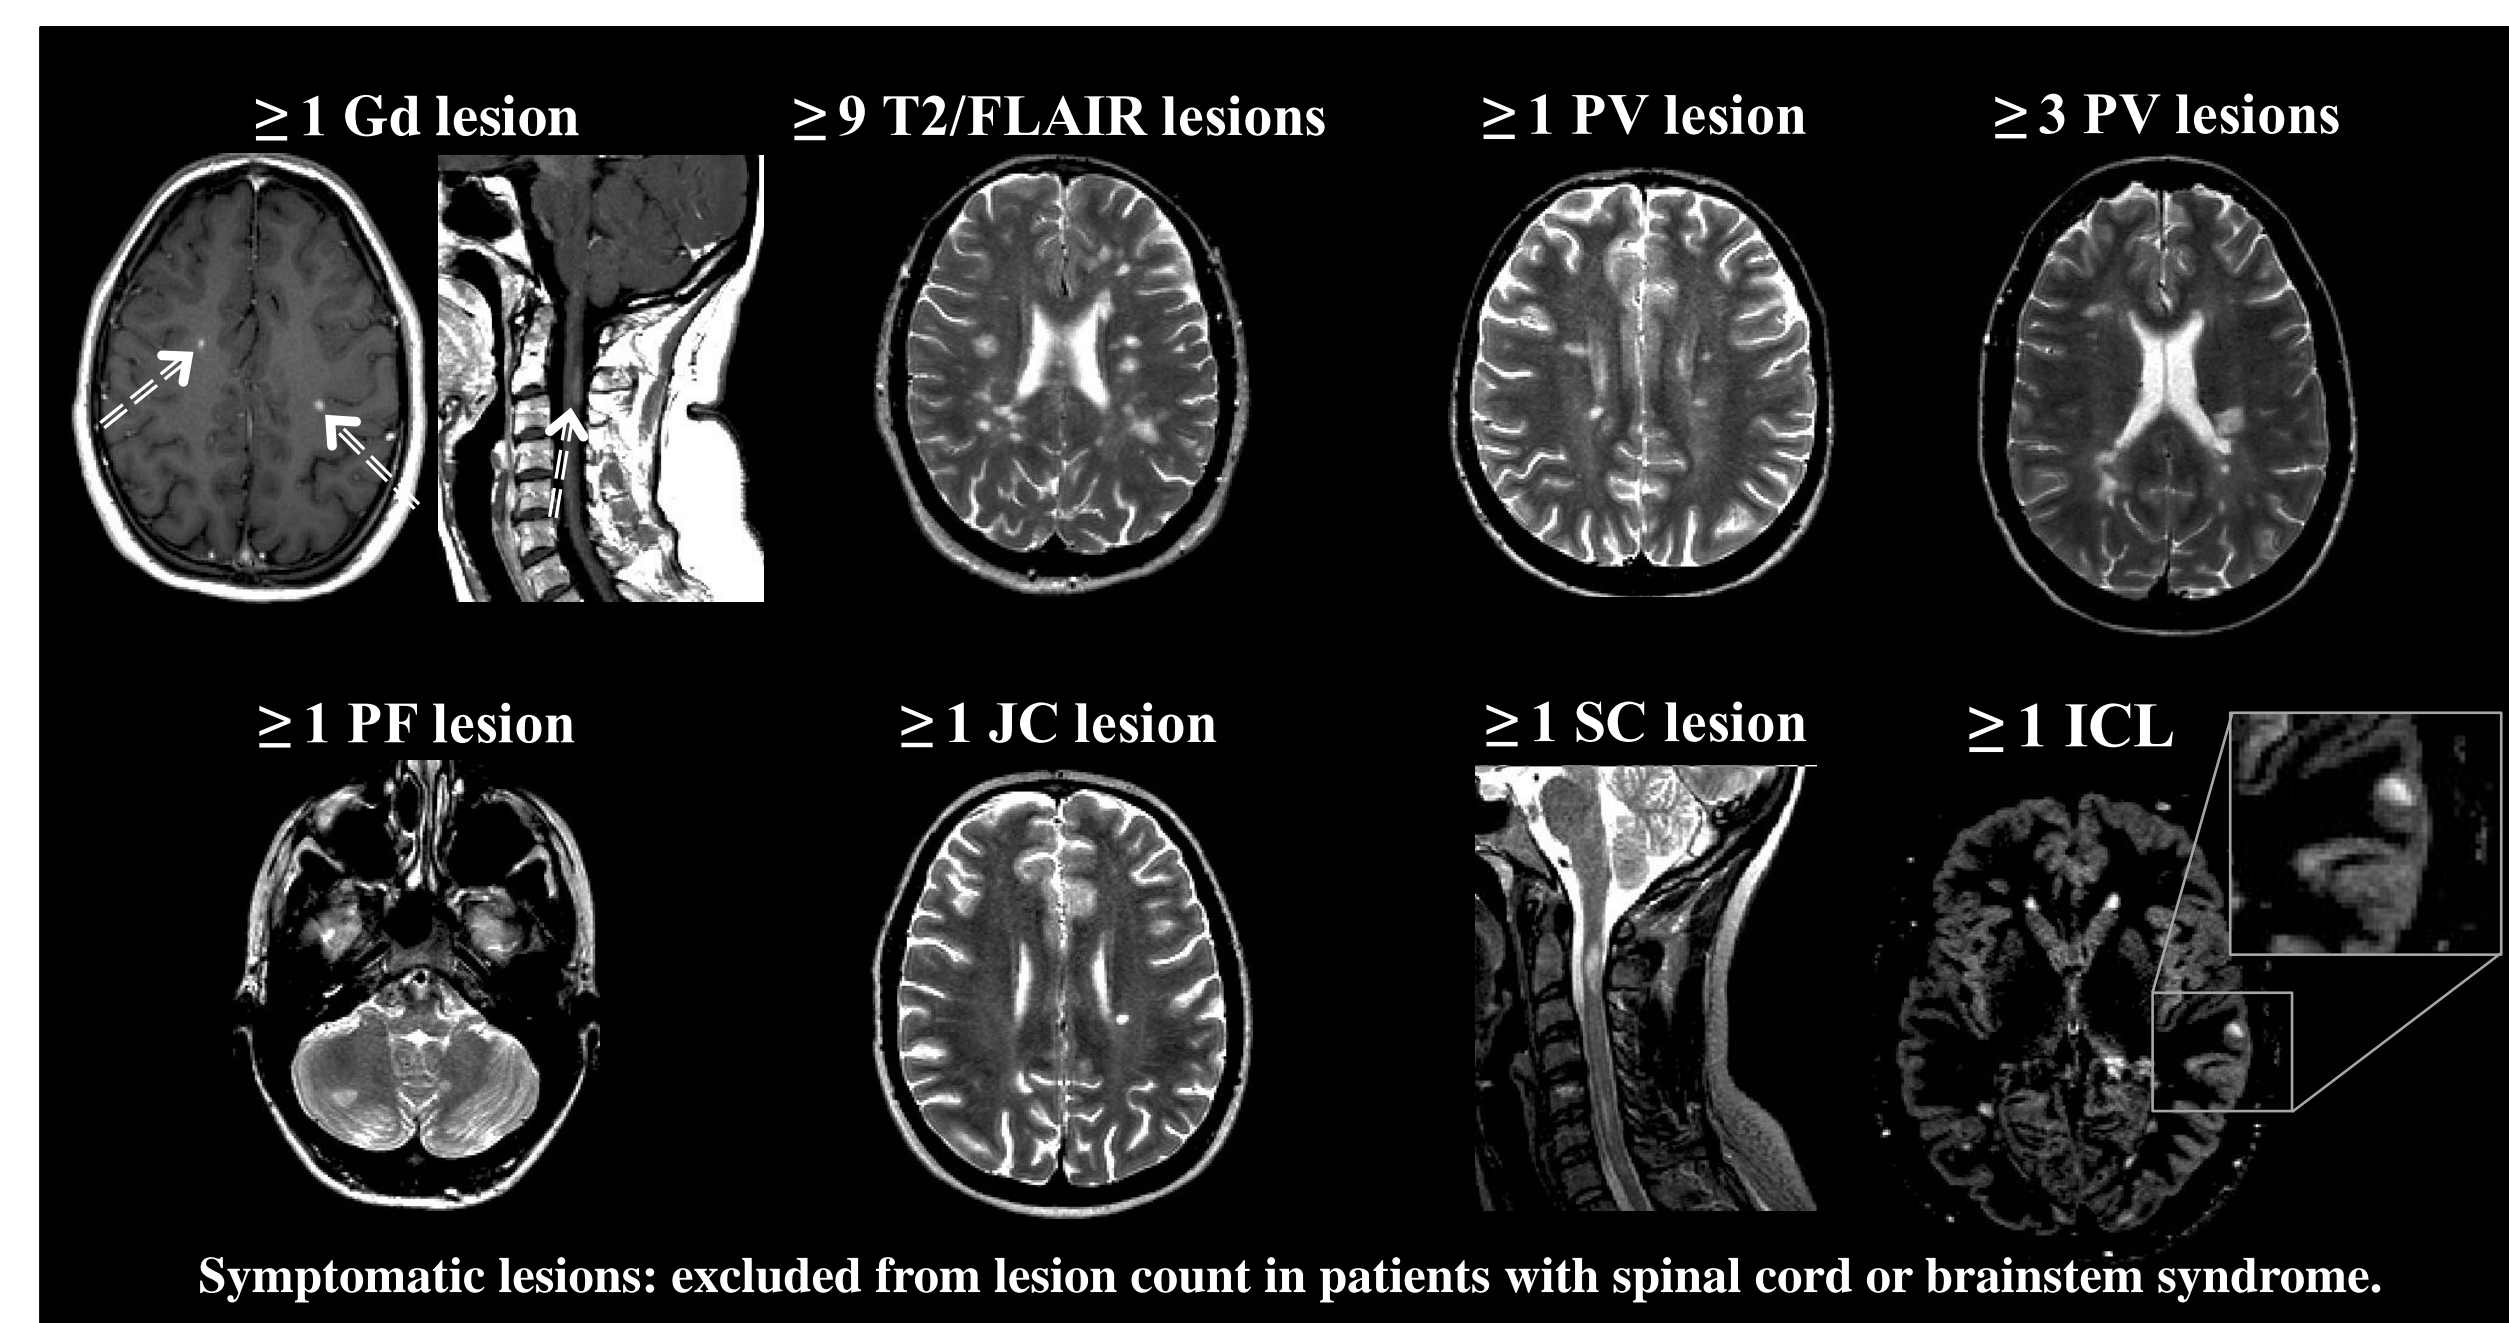 ≥ 1 Gd lesion
≥ 9 T2/FLAIR lesions
≥ 1 PV lesion
≥ 3 PV lesions
≥ 1 PF lesion
≥ 1 JC lesion
≥ 1 SC lesion
≥ 1 ICL
Symptomatic lesions: excluded from lesion count in patients with spinal cord or brainstem syndrome.